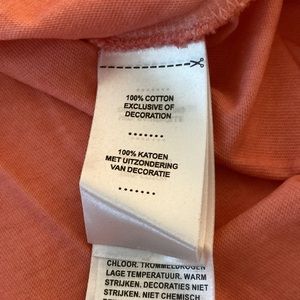 100% COTTON
EXCLUSIVE OF
DECORATION
100% KATOEN
MET UITZONDERING
VAN DECORATIE
CHLOOR. TROMMELDROGEN
LAGE TEMPERATUUR. WARM
STRIJKEN. DECORATIES NIET
STRIJKEN. NIET CHEMISCH